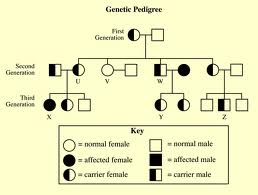 Genetic Pedigree
First
Generation
Second
Generation
U V W
Third
Generation
X Y Z
Key
= normal female = normal male
= affected female = affected male
= carrier female = carrier male